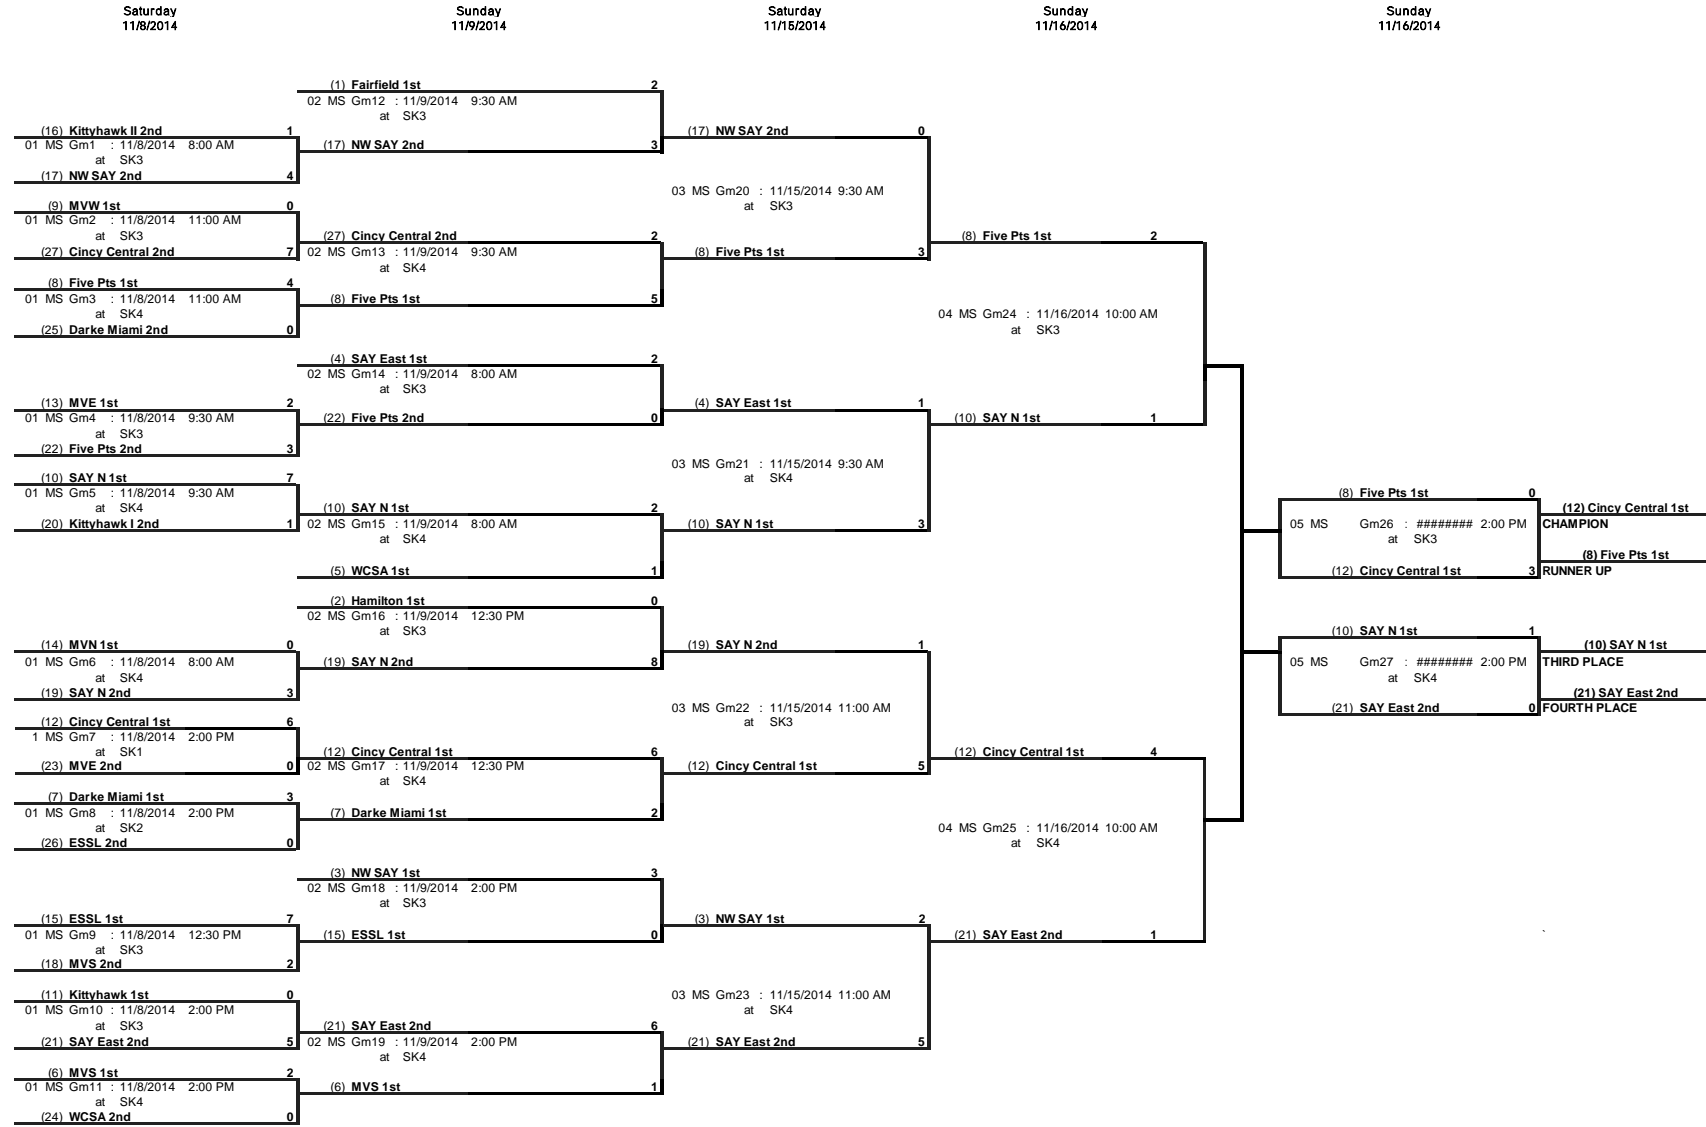 Saturday
11/8/2014
Sunday
11/9/2014
Saturday
11/15/2014
Sunday
11/16/2014
Sunday
11/16/2014
(16) Kittyhawk II 2nd 1
01 MS Gm1 : 11/8/2014 8:00 AM
at SK3
(17) NW SAY 2nd 4
(9) MVW 1st 0
01 MS Gm2 : 11/8/2014 11:00 AM
at SK3
(27) Cincy Central 2nd 7
(8) Five Pts 1st 4
01 MS Gm3 : 11/8/2014 11:00 AM
at SK4
(25) Darke Miami 2nd 0
(13) MVE 1st 2
01 MS Gm4 : 11/8/2014 9:30 AM
at SK3
(22) Five Pts 2nd 3
(10) SAY N 1st 7
01 MS Gm5 : 11/8/2014 9:30 AM
at SK4
(20) Kittyhawk I 2nd 1
(14) MVN 1st 0
01 MS Gm6 : 11/8/2014 8:00 AM
at SK4
(19) SAY N 2nd 3
(12) Cincy Central 1st 6
1 MS Gm7 : 11/8/2014 2:00 PM
at SK1
(23) MVE 2nd 0
(7) Darke Miami 1st 3
01 MS Gm8 : 11/8/2014 2:00 PM
at SK2
(26) ESSL 2nd 0
(15) ESSL 1st 7
01 MS Gm9 : 11/8/2014 12:30 PM
at SK3
(18) MVS 2nd 2
(11) Kittyhawk 1st 0
01 MS Gm10 : 11/8/2014 2:00 PM
at SK3
(21) SAY East 2nd 5
(6) MVS 1st 2
01 MS Gm11 : 11/8/2014 2:00 PM
at SK4
(24) WCSA 2nd 0
(1) Fairfield 1st 2
02 MS Gm12 : 11/9/2014 9:30 AM
at SK3
(17) NW SAY 2nd 3
(27) Cincy Central 2nd 2
02 MS Gm13 : 11/9/2014 9:30 AM
at SK4
(8) Five Pts 1st 5
(4) SAY East 1st 2
02 MS Gm14 : 11/9/2014 8:00 AM
at SK3
(22) Five Pts 2nd 0
(10) SAY N 1st 2
02 MS Gm15 : 11/9/2014 8:00 AM
at SK4
(5) WCSA 1st 1
(2) Hamilton 1st 0
02 MS Gm16 : 11/9/2014 12:30 PM
at SK3
(19) SAY N 2nd 8
(12) Cincy Central 1st 6
02 MS Gm17 : 11/9/2014 12:30 PM
at SK4
(7) Darke Miami 1st 2
(3) NW SAY 1st 3
02 MS Gm18 : 11/9/2014 2:00 PM
at SK3
(15) ESSL 1st 0
(21) SAY East 2nd 6
02 MS Gm19 : 11/9/2014 2:00 PM
at SK4
(6) MVS 1st 1
(17) NW SAY 2nd 0
03 MS Gm20 : 11/15/2014 9:30 AM
at SK3
(8) Five Pts 1st 3
(4) SAY East 1st 1
03 MS Gm21 : 11/15/2014 9:30 AM
at SK4
(10) SAY N 1st 3
(19) SAY N 2nd 1
03 MS Gm22 : 11/15/2014 11:00 AM
at SK3
(12) Cincy Central 1st 5
(3) NW SAY 1st 2
03 MS Gm23 : 11/15/2014 11:00 AM
at SK4
(21) SAY East 2nd 5
(8) Five Pts 1st 2
04 MS Gm24 : 11/16/2014 10:00 AM
at SK3
(10) SAY N 1st 1
(12) Cincy Central 1st 4
04 MS Gm25 : 11/16/2014 10:00 AM
at SK4
(21) SAY East 2nd 1
(8) Five Pts 1st 0
05 MS Gm26 : ######## 2:00 PM
at SK3
(12) Cincy Central 1st 3
(10) SAY N 1st 1
05 MS Gm27 : ######## 2:00 PM
at SK4
(21) SAY East 2nd 0
(12) Cincy Central 1st
CHAMPION
(8) Five Pts 1st
RUNNER UP
(10) SAY N 1st
THIRD PLACE
(21) SAY East 2nd
FOURTH PLACE
`